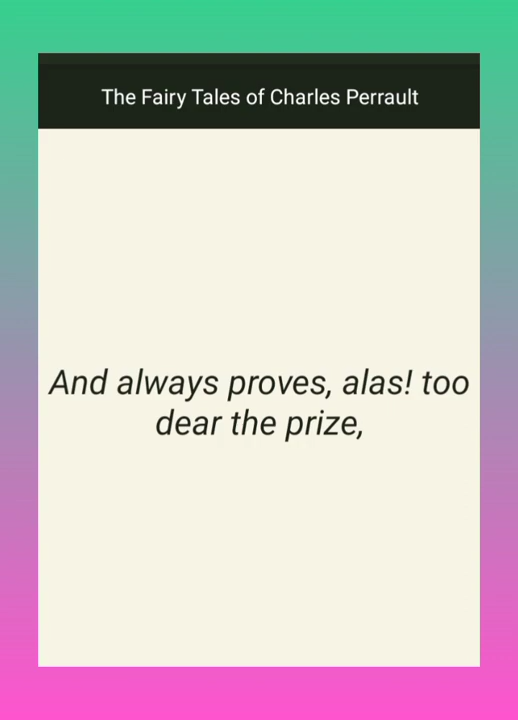 The Fairy Tales of Charles Perrault
And always proves, alas! too
dear the prize,